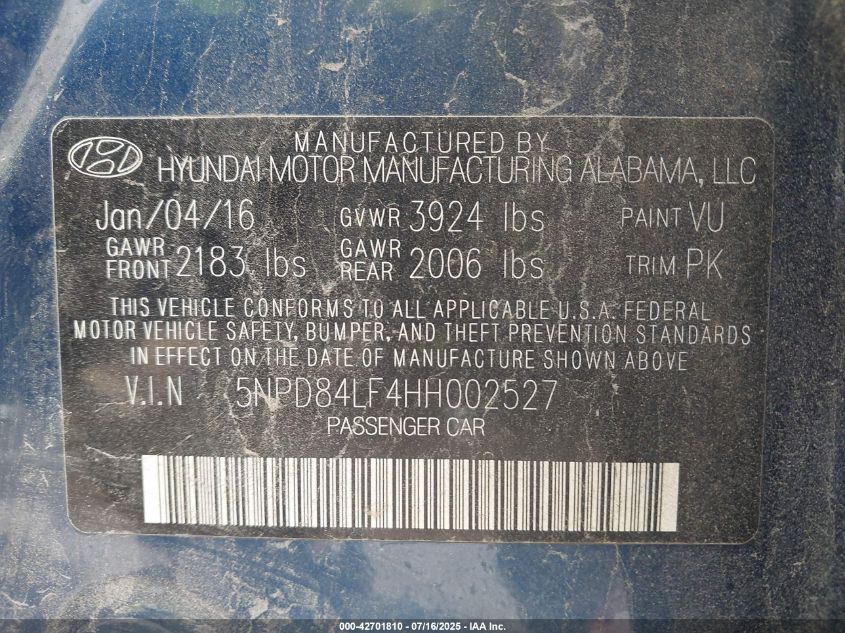 MANUFACTURED BY
HYUNDAI MOTOR MANUFACTURING ALABAMA, LLC
Jan/04/16 GVWR 3924 lbs PAINT VU
GAWR FRONT 2183 lbs GAWR REAR 2006 lbs TRIM PK
THIS VEHICLE CONFORMS TO ALL APPLICABLE U.S.A. FEDERAL
MOTOR VEHICLE SAFETY, BUMPER, AND THEFT PREVENTION STANDARDS
IN EFFECT ON THE DATE OF MANUFACTURE SHOWN ABOVE
V.I.N 5NPD84LF4HH002527
PASSENGER CAR
000-42701810 - 07/16/2025 - IAA Inc.